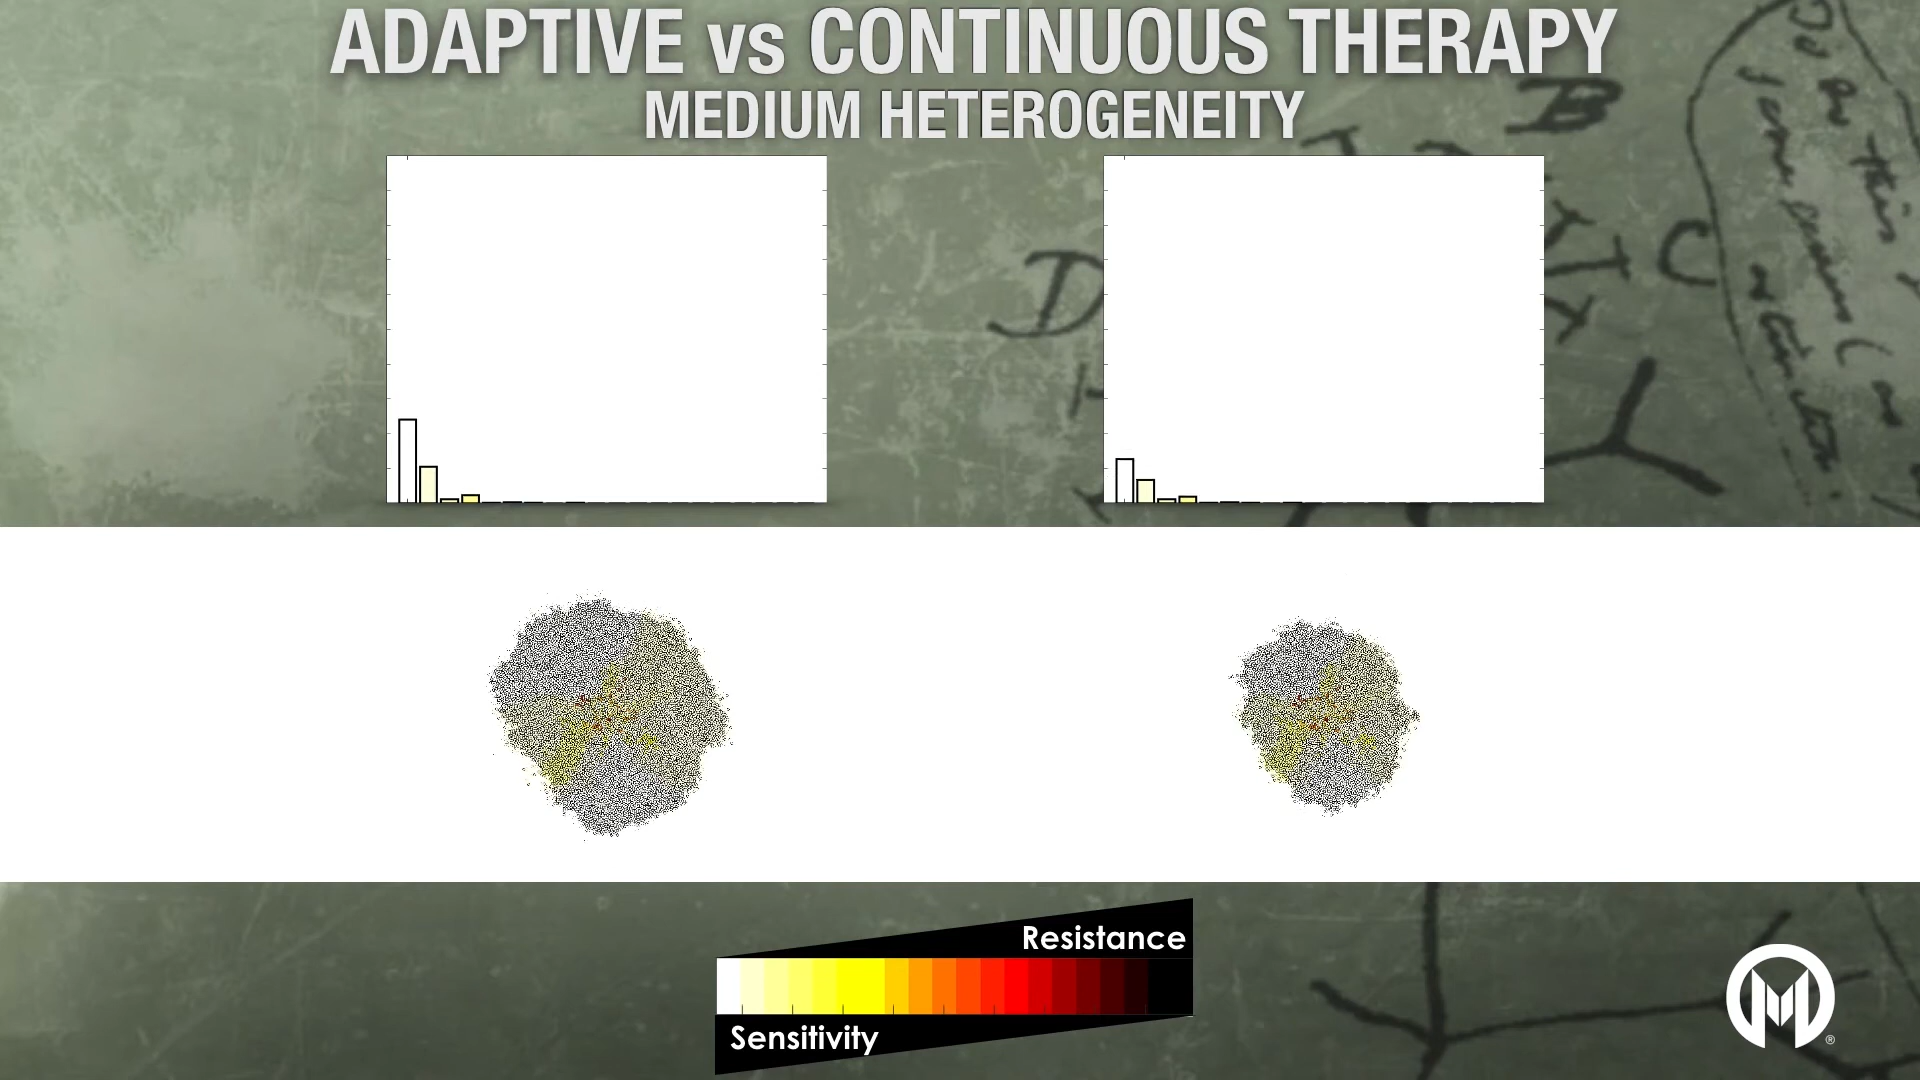 ADAPTIVE vs CONTINUOUS THERAPY
MEDIUM HETEROGENEITY
B
D
C
Y
Resistance
Sensitivity
®